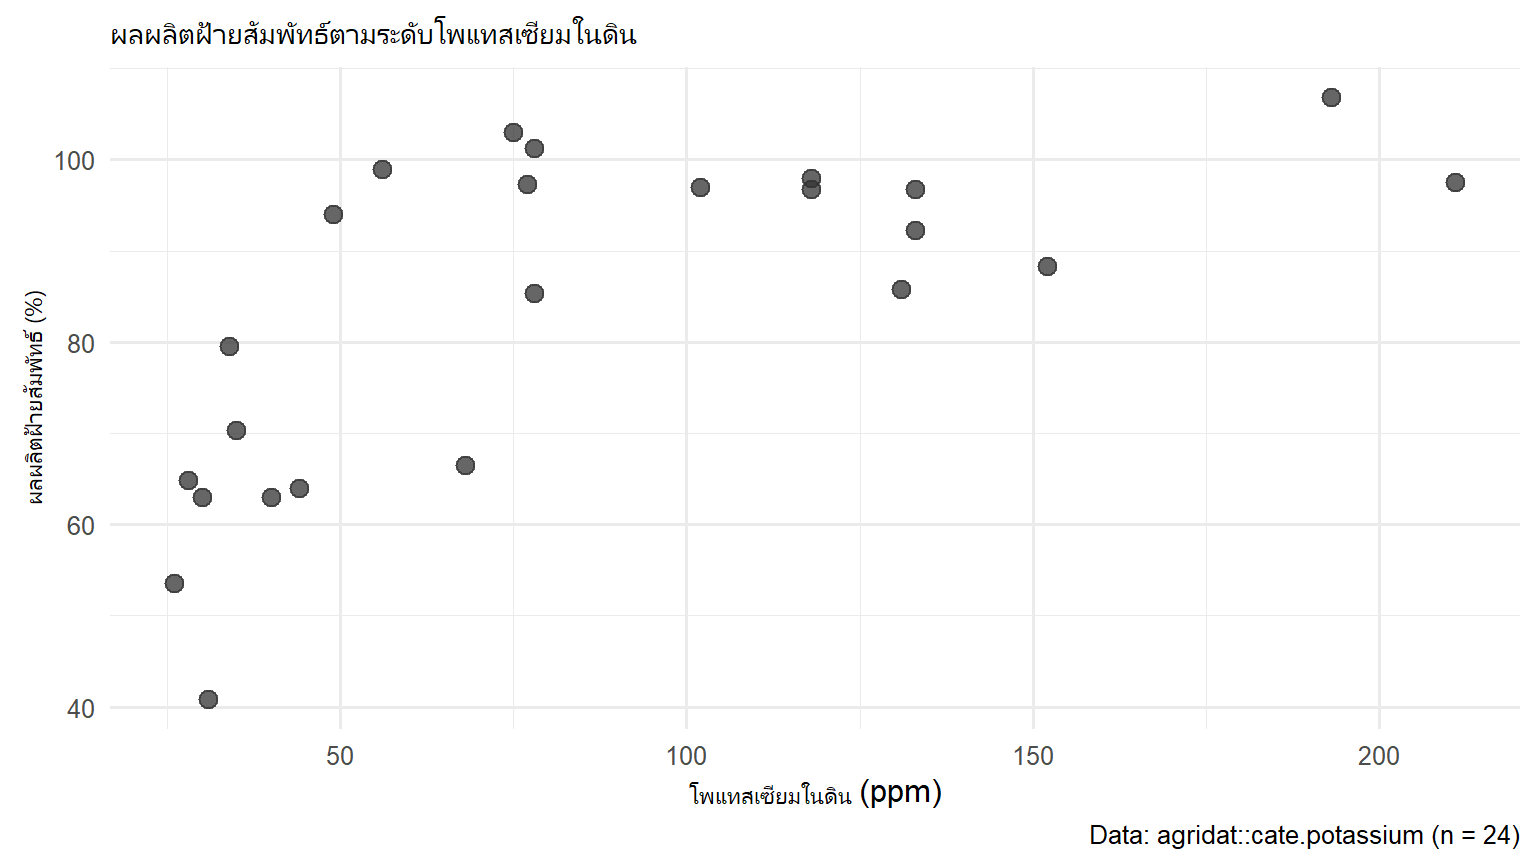 ผลผลิตฝ้ายสัมพัทธ์ตามระดับโพแทสเซียมในดิน
ผลผลิตฝ้ายสัมพัทธ์ (%)
100
80
60
40
50 100 150 200
โพแทสเซียมในดิน (ppm)
Data: agridat::cate.potassium (n = 24)